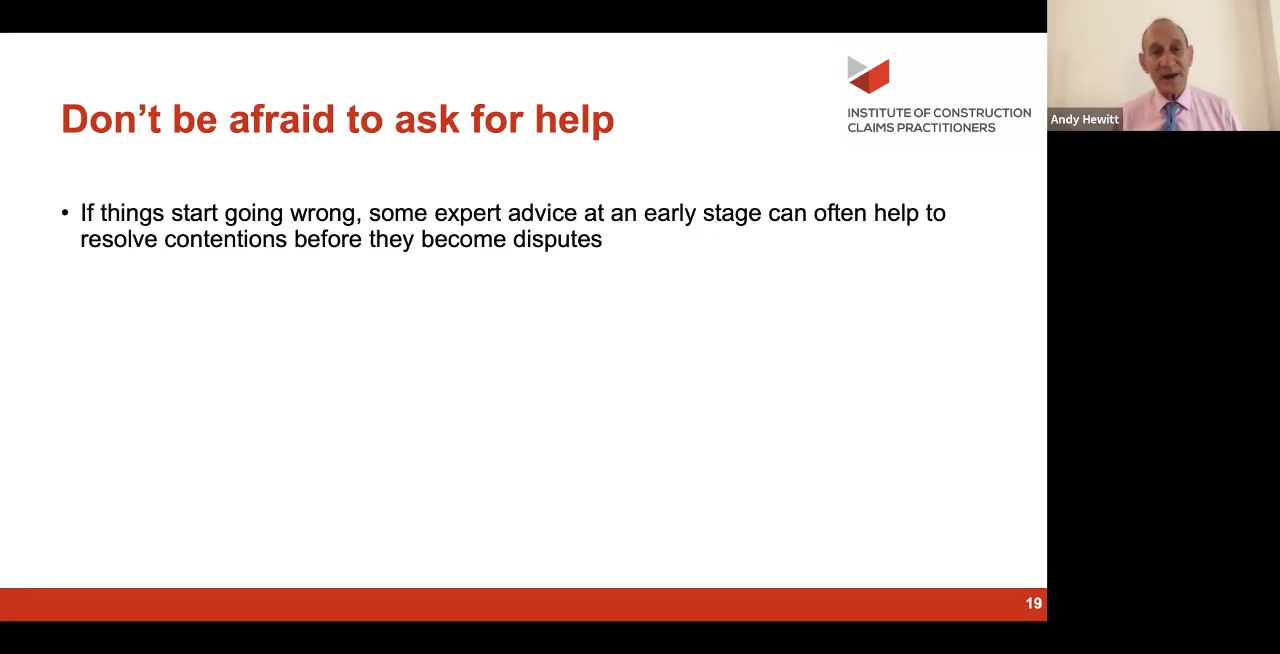 Don’t be afraid to ask for help
INSTITUTE OF CONSTRUCTION
CLAIMS PRACTITIONERS
Andy Hewitt
• If things start going wrong, some expert advice at an early stage can often help to
resolve contentions before they become disputes
19